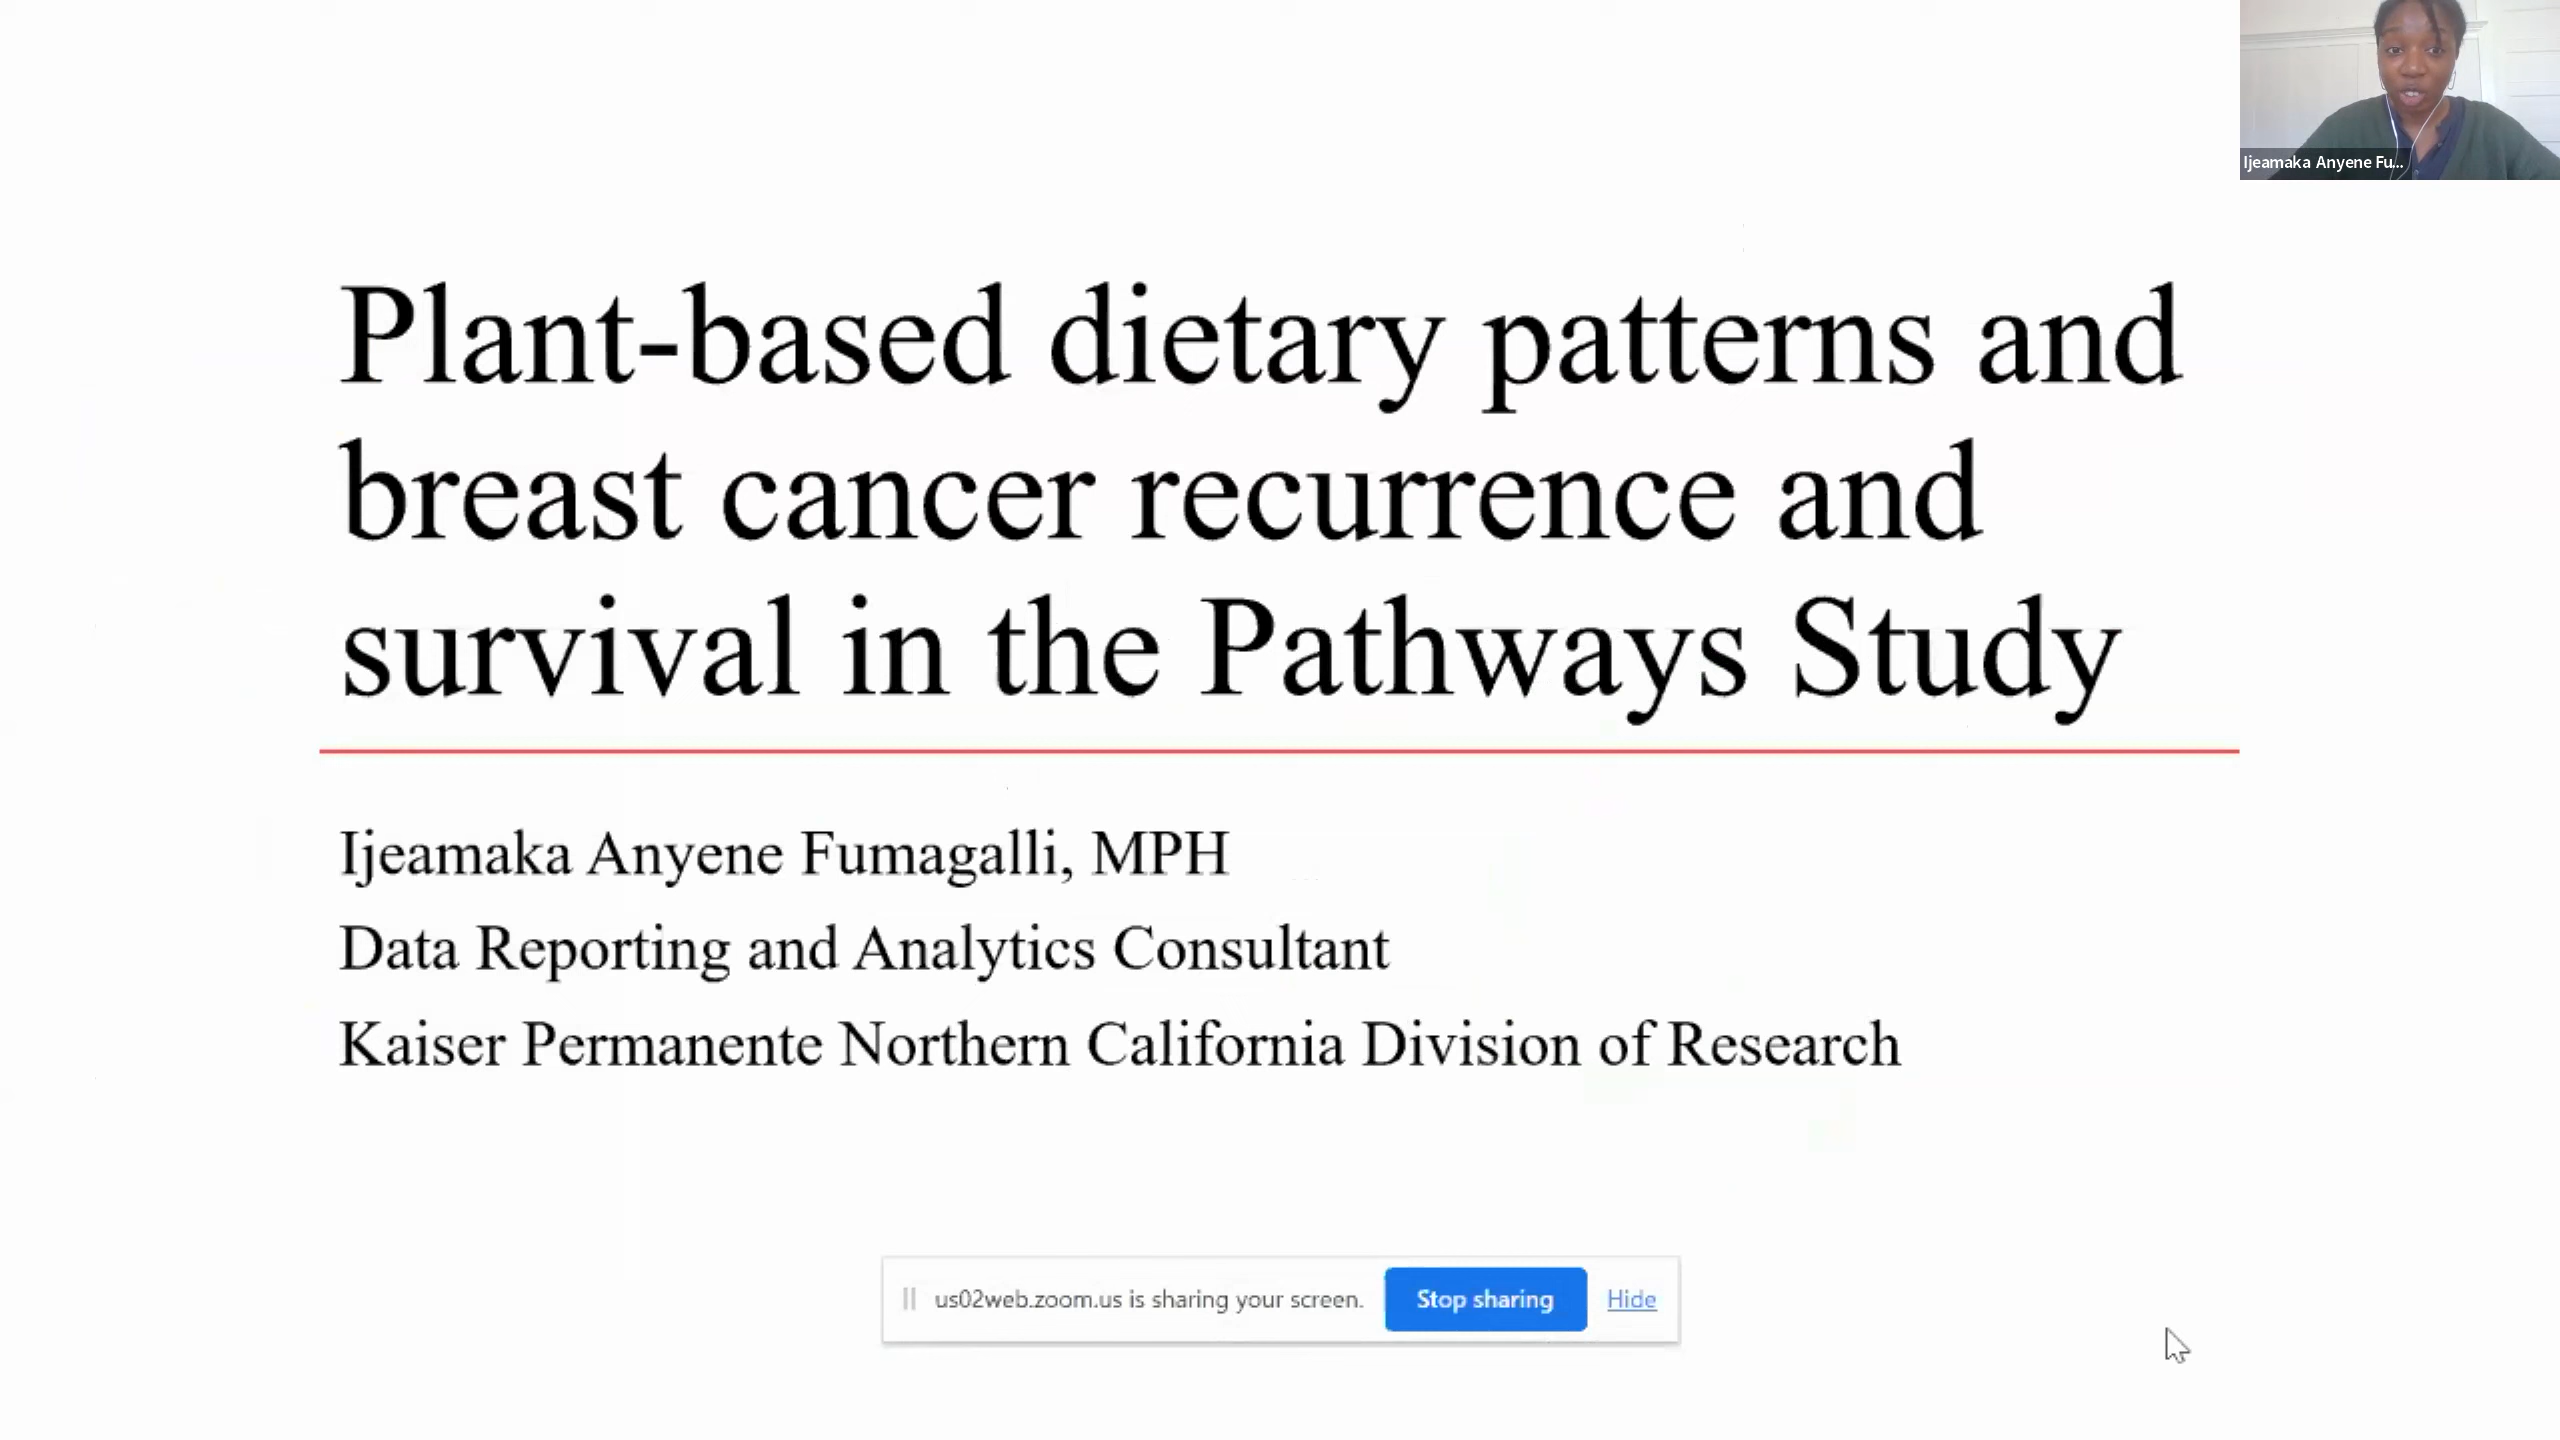 Ijeamaka Anyene Fu...
Plant-based dietary patterns and
breast cancer recurrence and
survival in the Pathways Study
Ijeamaka Anyene Fumagalli, MPH
Data Reporting and Analytics Consultant
Kaiser Permanente Northern California Division of Research
us02web.zoom.us is sharing your screen. Stop sharing Hide